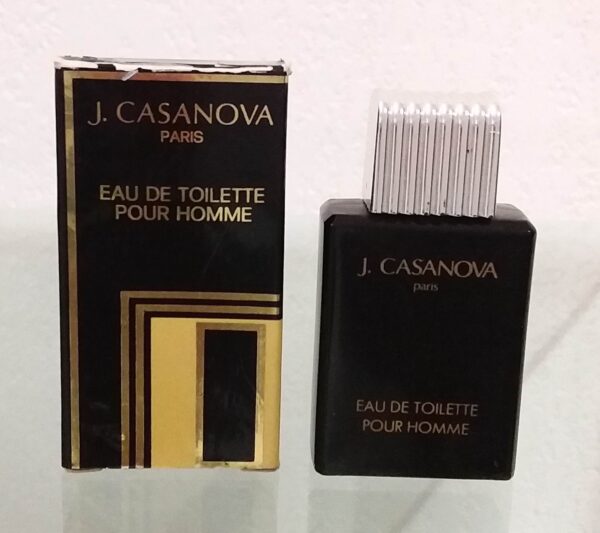 J. CASANOVA
PARIS
EAU DE TOILETTE
POUR HOMME
J. CASANOVA
paris
EAU DE TOILETTE
POUR HOMME